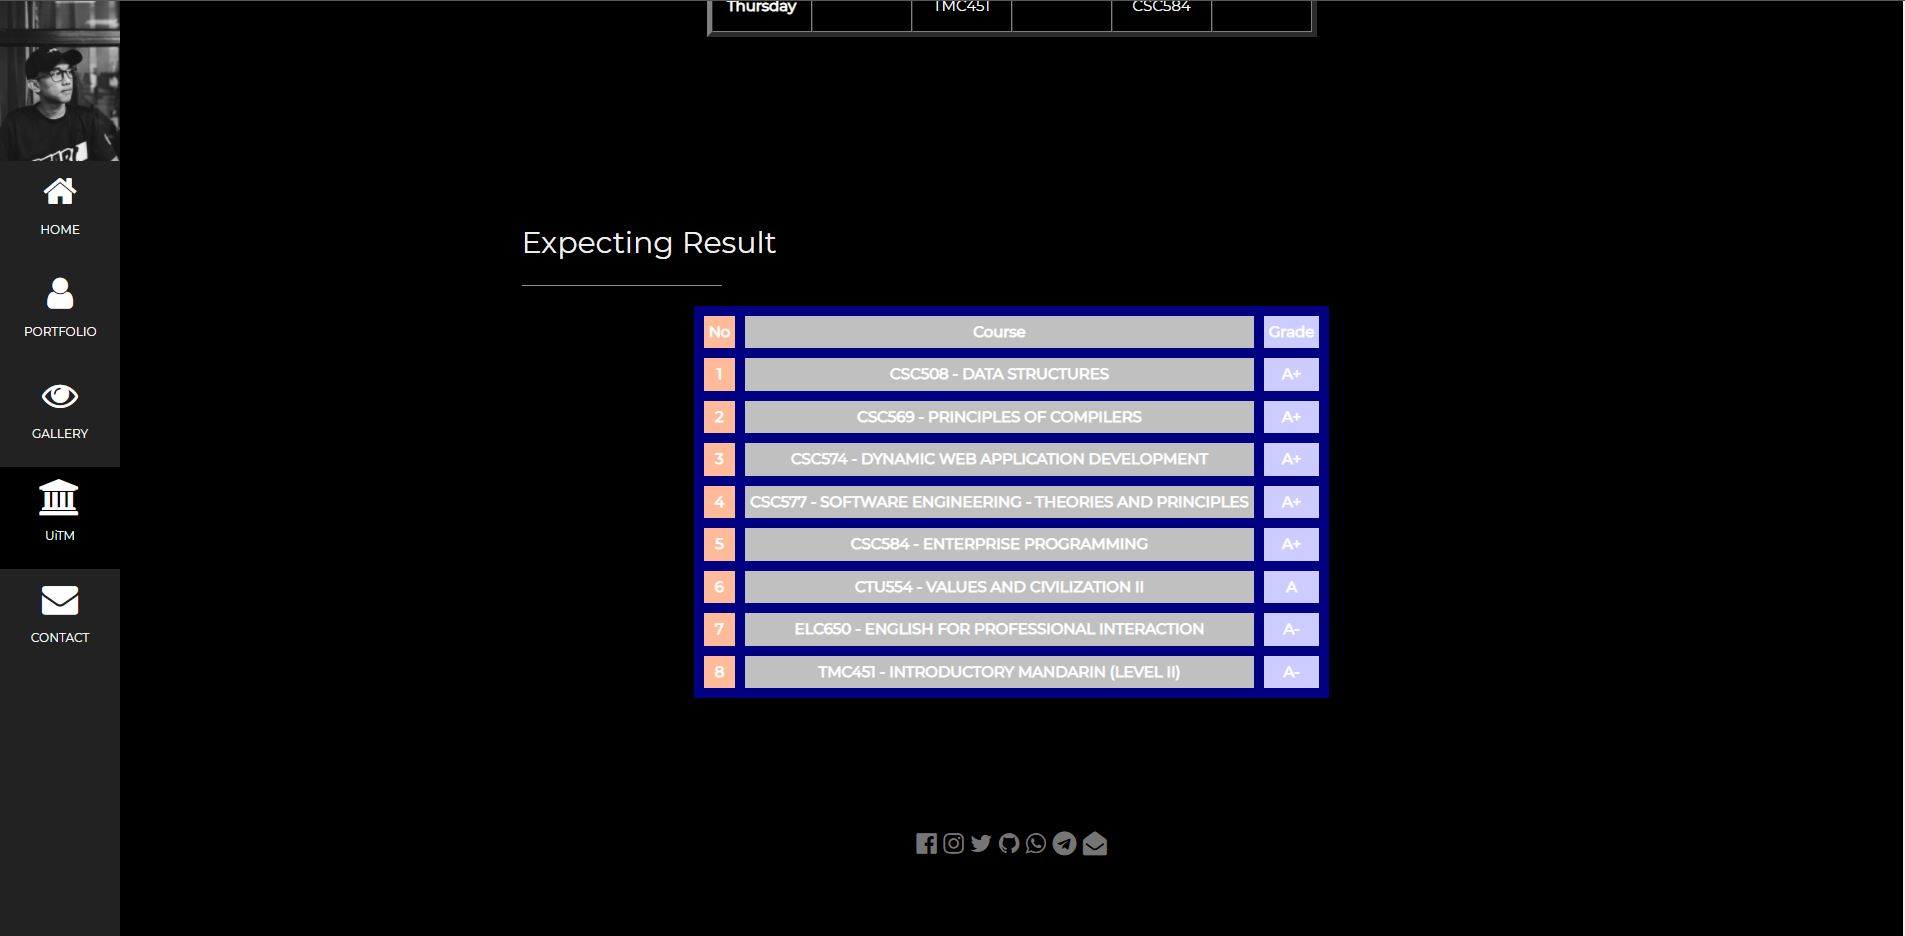 Thursday TMC451 CSC584
HOME
PORTFOLIO
GALLERY
UiTM
CONTACT
Expecting Result
No Course Grade
1 CSC508 - DATA STRUCTURES A+
2 CSC569 - PRINCIPLES OF COMPILERS A+
3 CSC574 - DYNAMIC WEB APPLICATION DEVELOPMENT A+
4 CSC577 - SOFTWARE ENGINEERING - THEORIES AND PRINCIPLES A+
5 CSC584 - ENTERPRISE PROGRAMMING A+
6 CTU554 - VALUES AND CIVILIZATION II A
7 ELC650 - ENGLISH FOR PROFESSIONAL INTERACTION A-
8 TMC451 - INTRODUCTORY MANDARIN (LEVEL II) A-